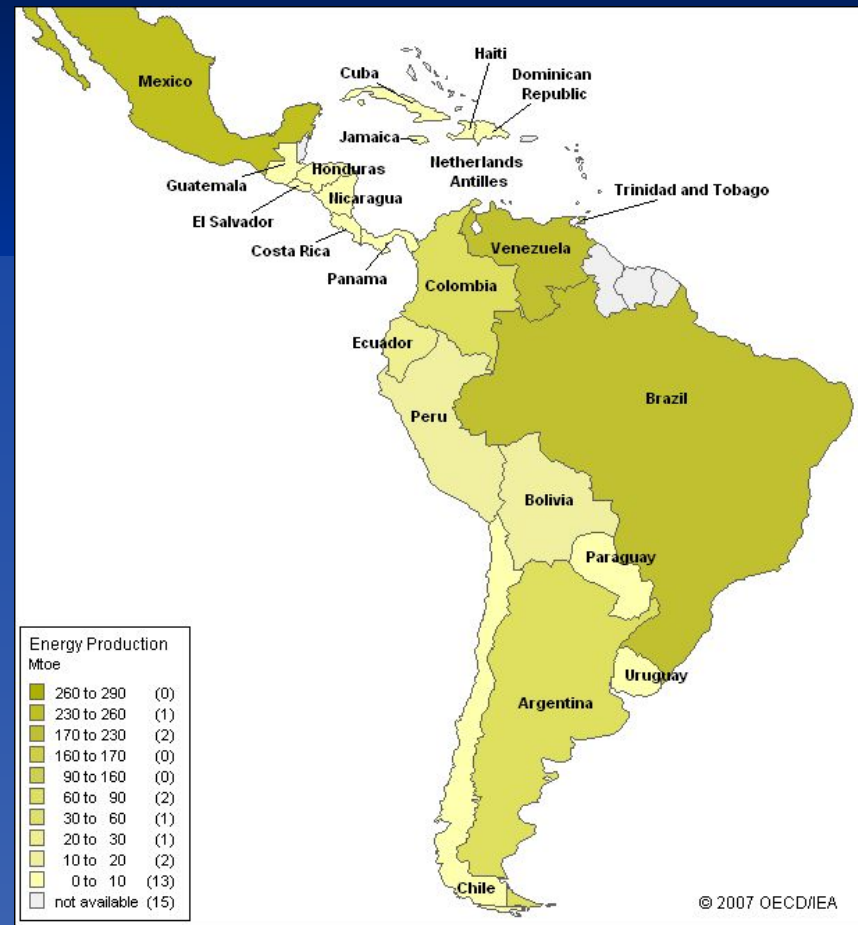 Mexico
Cuba
Haiti
Dominican
Republic
Jamaica
Netherlands
Antilles
Guatemala
Honduras
Nicaragua
El Salvador
Costa Rica
Panama
Trinidad and Tobago
Venezuela
Colombia
Ecuador
Brazil
Peru
Bolivia
Paraguay
Uruguay
Argentina
Chile
Energy Production
Mtoe
260 to 290 (0)
230 to 260 (1)
170 to 230 (2)
160 to 170 (0)
90 to 160 (0)
60 to 90 (2)
30 to 60 (1)
20 to 30 (1)
10 to 20 (2)
0 to 10 (13)
not available (15)
© 2007 OECD/IEA